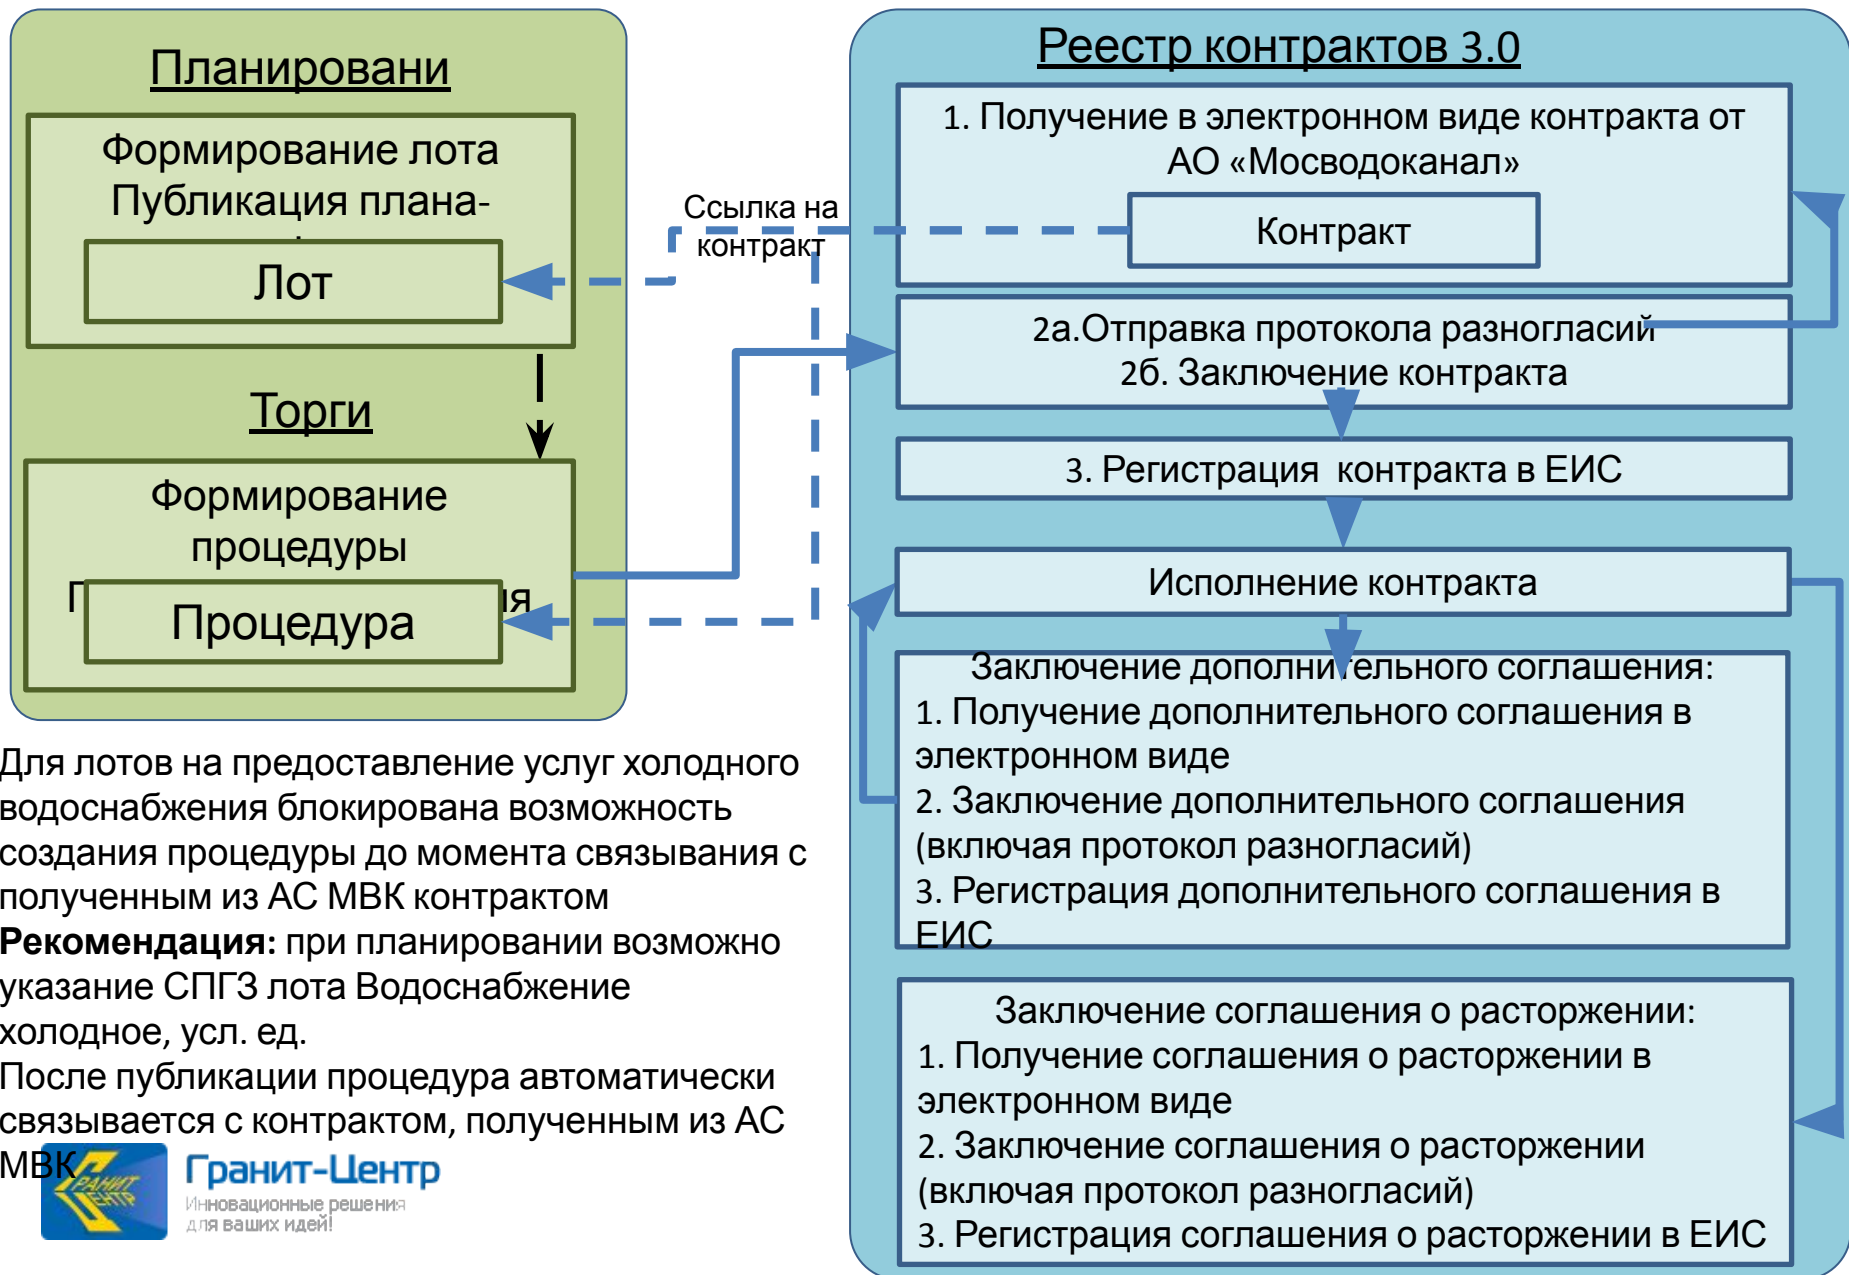 Планировани
Формирование лота
Публикация плана-
Лот
Торги
Формирование
процедуры
Процедура
Ссылка на
контракт
Реестр контрактов 3.0
1. Получение в электронном виде контракта от
АО «Мосводоканал»
Контракт
2а.Отправка протокола разногласий
2б. Заключение контракта
3. Регистрация контракта в ЕИС
Исполнение контракта
Заключение дополнительного соглашения:
1. Получение дополнительного соглашения в
электронном виде
2. Заключение дополнительного соглашения
(включая протокол разногласий)
3. Регистрация дополнительного соглашения в
ЕИС
Заключение соглашения о расторжении:
1. Получение соглашения о расторжении в
электронном виде
2. Заключение соглашения о расторжении
(включая протокол разногласий)
3. Регистрация соглашения о расторжении в ЕИС
Для лотов на предоставление услуг холодного
водоснабжения блокирована возможность
создания процедуры до момента связывания с
полученным из АС МВК контрактом
Рекомендация: при планировании возможно
указание СПГЗ лота Водоснабжение
холодное, усл. ед.
После публикации процедура автоматически
связывается с контрактом, полученным из АС
МВК
ГРАНИТ
ЦЕНТР
Гранит-Центр
Инновационные решения
для ваших идей!